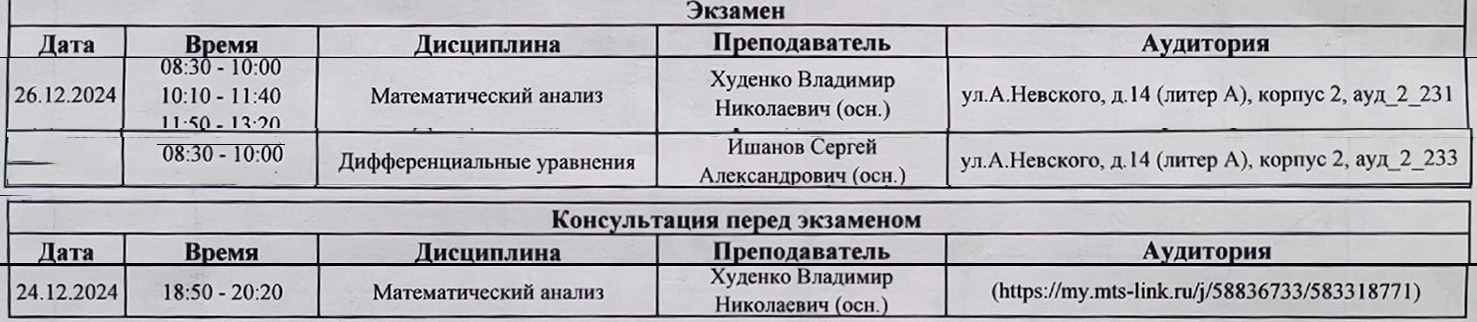 Экзамен
Дата Время Дисциплина Преподаватель Аудитория
26.12.2024 08:30 - 10:00 10:10 - 11:40 11:50 - 13:20 Математический анализ Худенко Владимир Николаевич (осн.) ул.А.Невского, д.14 (литер А), корпус 2, ауд_2_231
08:30 - 10:00 Дифференциальные уравнения Ишанов Сергей Александрович (осн.) ул.А.Невского, д.14 (литер А), корпус 2, ауд_2_233
Консультация перед экзаменом
Дата Время Дисциплина Преподаватель Аудитория
24.12.2024 18:50 - 20:20 Математический анализ Худенко Владимир Николаевич (осн.) (https://my.mts-link.ru/j/58836733/583318771)